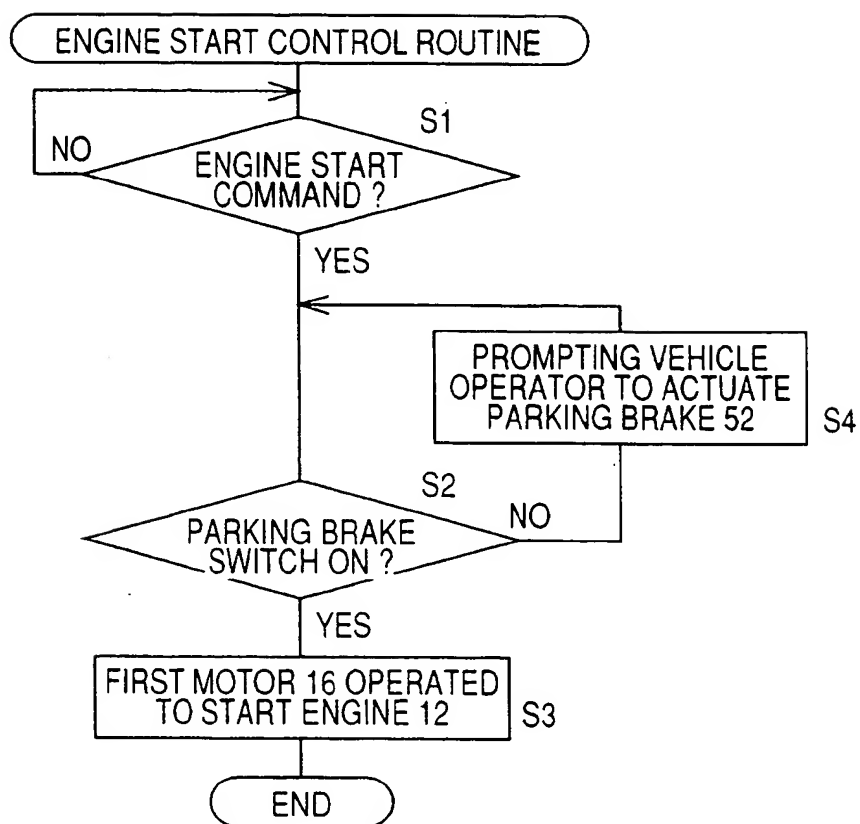 ENGINE START CONTROL ROUTINE
S1
NO
ENGINE START
COMMAND ?
YES
PROMPTING VEHICLE
OPERATOR TO ACTUATE
PARKING BRAKE 52
S4
S2
NO
PARKING BRAKE
SWITCH ON ?
YES
FIRST MOTOR 16 OPERATED
TO START ENGINE 12
S3
END